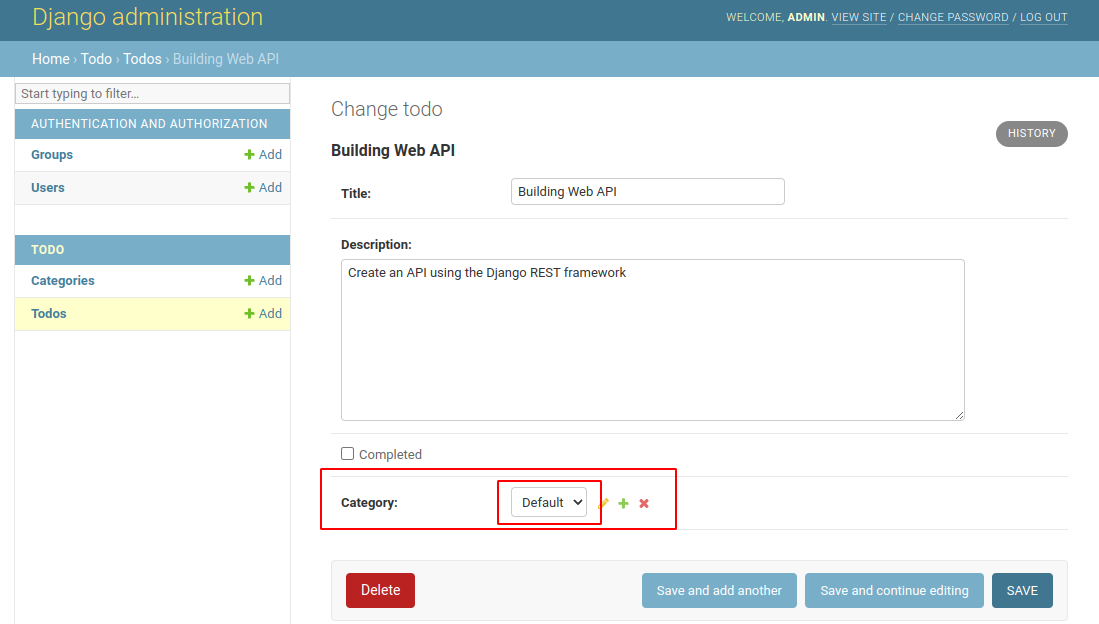 Django administration
WELCOME, ADMIN. VIEW SITE / CHANGE PASSWORD / LOG OUT
Home › Todo › Todos › Building Web API
Start typing to filter...
AUTHENTICATION AND AUTHORIZATION
Groups + Add
Users + Add
TODO
Categories + Add
Todos + Add
Change todo
HISTORY
Building Web API
Title: Building Web API
Description:
Create an API using the Django REST framework
Completed
Category: Default
Delete
Save and add another
Save and continue editing
SAVE